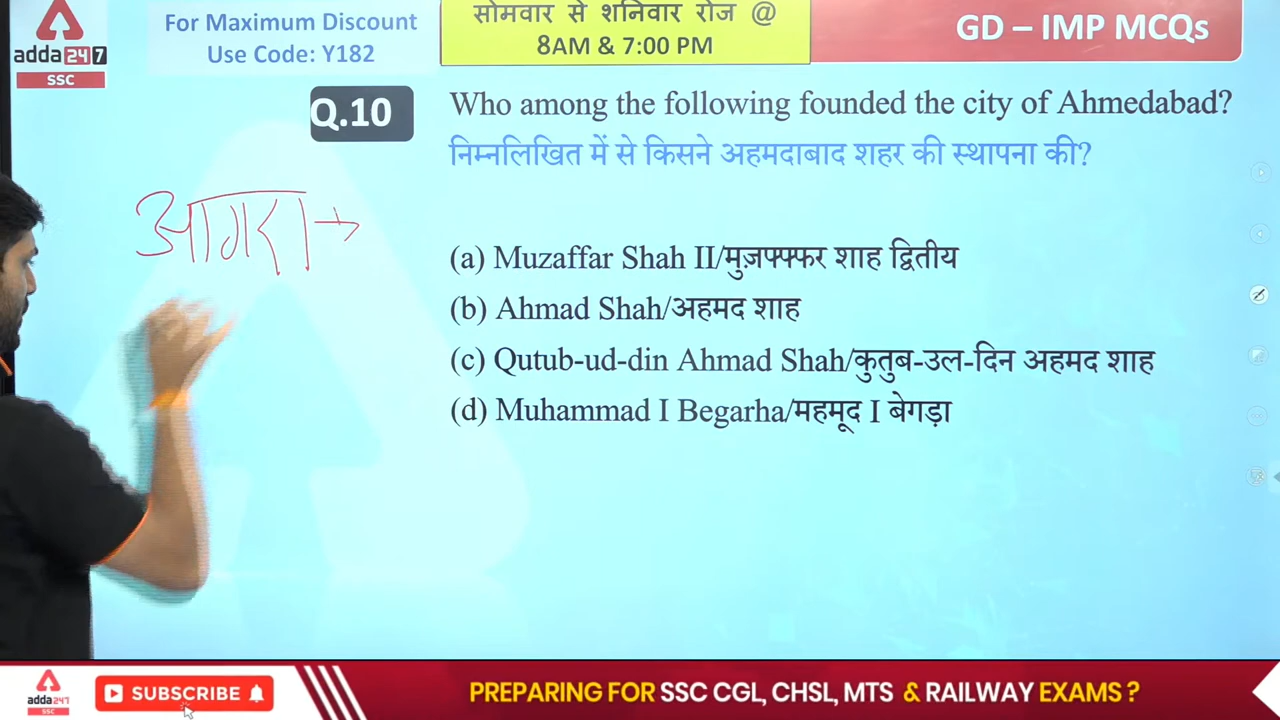 adda247
SSC
For Maximum Discount
Use Code: Y182
सोमवार से शनिवार रोज @
8AM & 7:00 PM
GD – IMP MCQs
Q.10
Who among the following founded the city of Ahmedabad?
निम्नलिखित में से किसने अहमदाबाद शहर की स्थापना की?
आगरा →
(a) Muzaffar Shah II/मुज़फ्फ्फर शाह द्वितीय
(b) Ahmad Shah/अहमद शाह
(c) Qutub-ud-din Ahmad Shah/कुतुब-उल-दिन अहमद शाह
(d) Muhammad I Begarha/महमूद I बेगड़ा
adda247
SSC
SUBSCRIBE
PREPARING FOR SSC CGL, CHSL, MTS & RAILWAY EXAMS ?